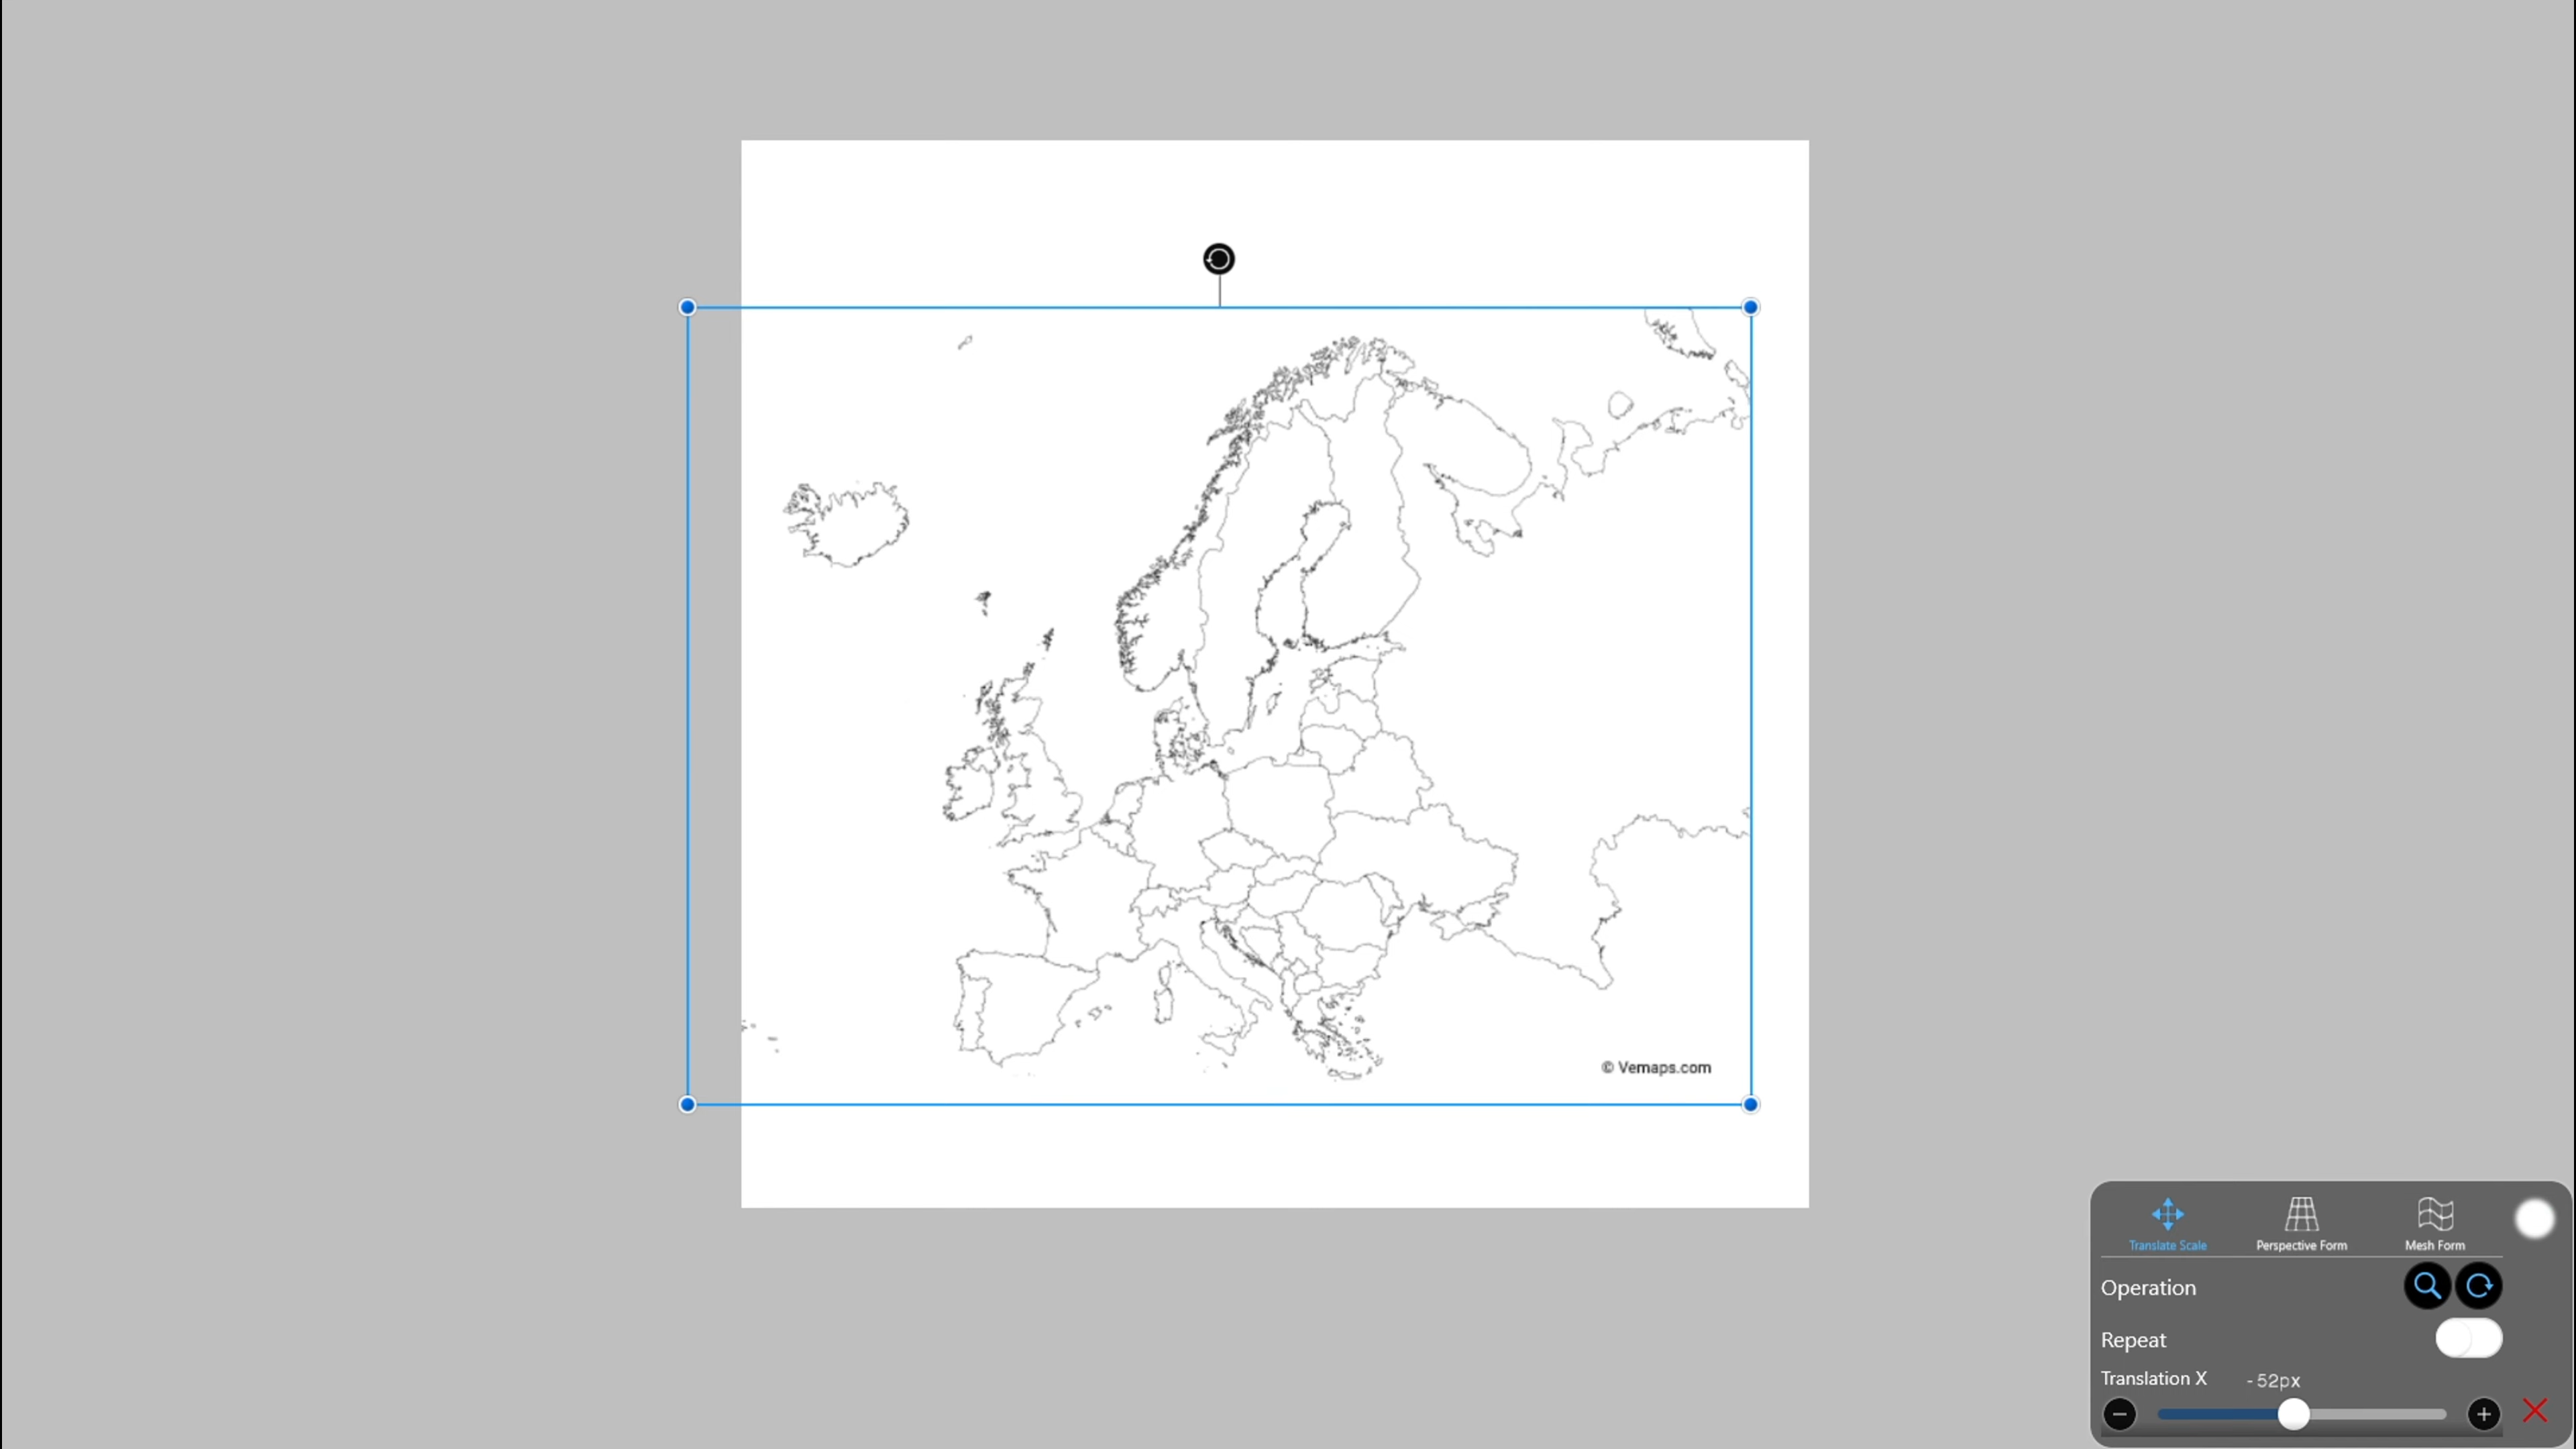 © Vemaps.com
Translate Scale
Perspective Form
Mesh Form
Operation
Repeat
Translation X -52px